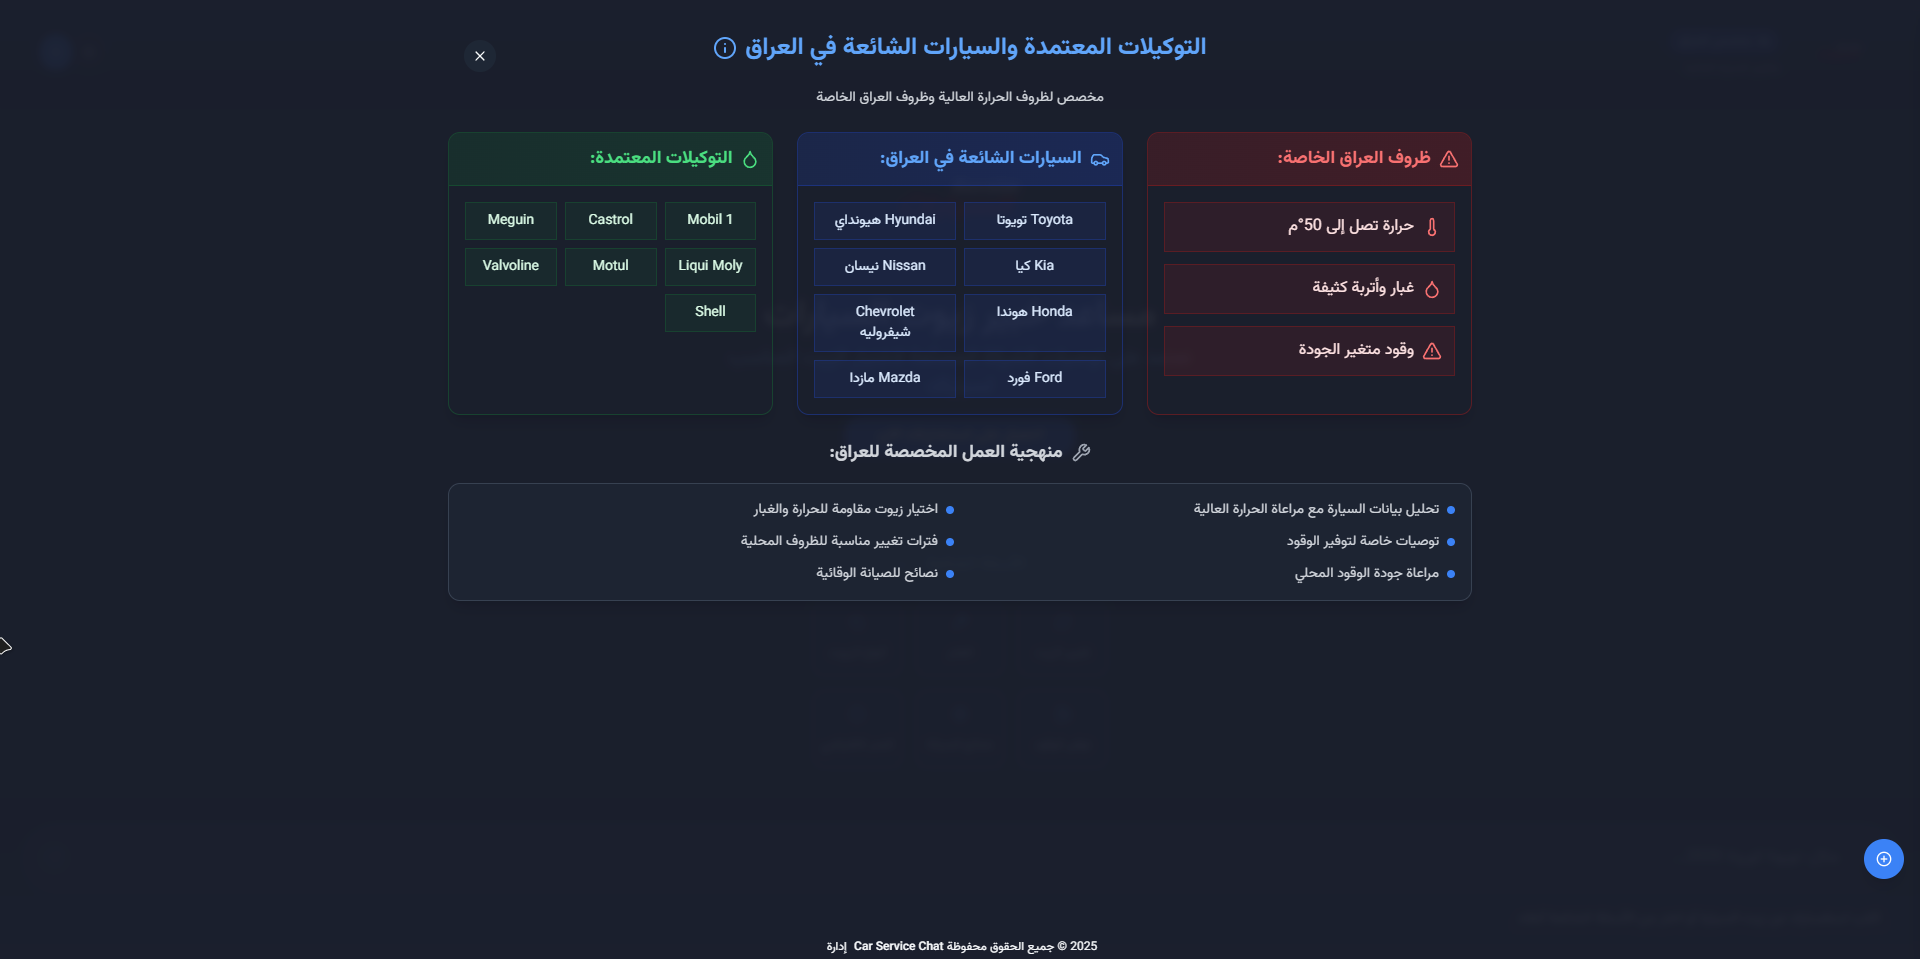 التوكيلات المعتمدة والسيارات الشائعة في العراق
مخصص لظروف الحرارة العالية وظروف العراق الخاصة
ظروف العراق الخاصة:
حرارة تصل إلى 50°م
غبار وأتربة كثيفة
وقود متغير الجودة
السيارات الشائعة في العراق:
Toyota تويوتا
Hyundai هيونداي
Kia كيا
Nissan نيسان
Honda هوندا
Chevrolet
شيفروليه
Ford فورد
Mazda مازدا
التوكيلات المعتمدة:
Mobil 1
Castrol
Meguin
Liqui Moly
Motul
Valvoline
Shell
منهجية العمل المخصصة للعراق:
تحليل بيانات السيارة مع مراعاة الحرارة العالية
اختيار زيوت مقاومة للحرارة والغبار
توصيات خاصة لتوفير الوقود
فترات تغيير مناسبة للظروف المحلية
مراعاة جودة الوقود المحلي
نصائح للصيانة الوقائية
2025 © جميع الحقوق محفوظة Car Service Chat إدارة